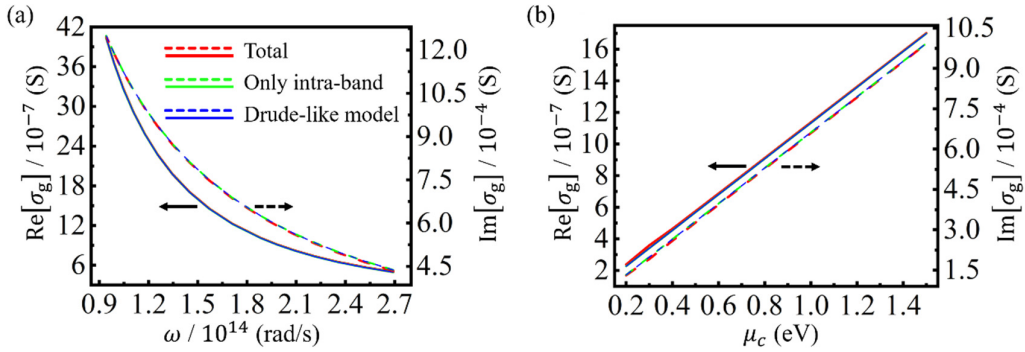 (a)
42
36
30
24
18
12
6
Re[σg] / 10⁻⁷ (S)
Total
Only intra-band
Drude-like model
12.0
10.5
9.0
7.5
6.0
4.5
Im[σg] / 10⁻⁴ (S)
0.9 1.2 1.5 1.8 2.1 2.4 2.7
ω / 10¹⁴ (rad/s)
(b)
16
14
12
10
8
6
4
2
Re[σg] / 10⁻⁷ (S)
10.5
9.0
7.5
6.0
4.5
3.0
1.5
Im[σg] / 10⁻⁴ (S)
0.2 0.4 0.6 0.8 1.0 1.2 1.4
μc (eV)